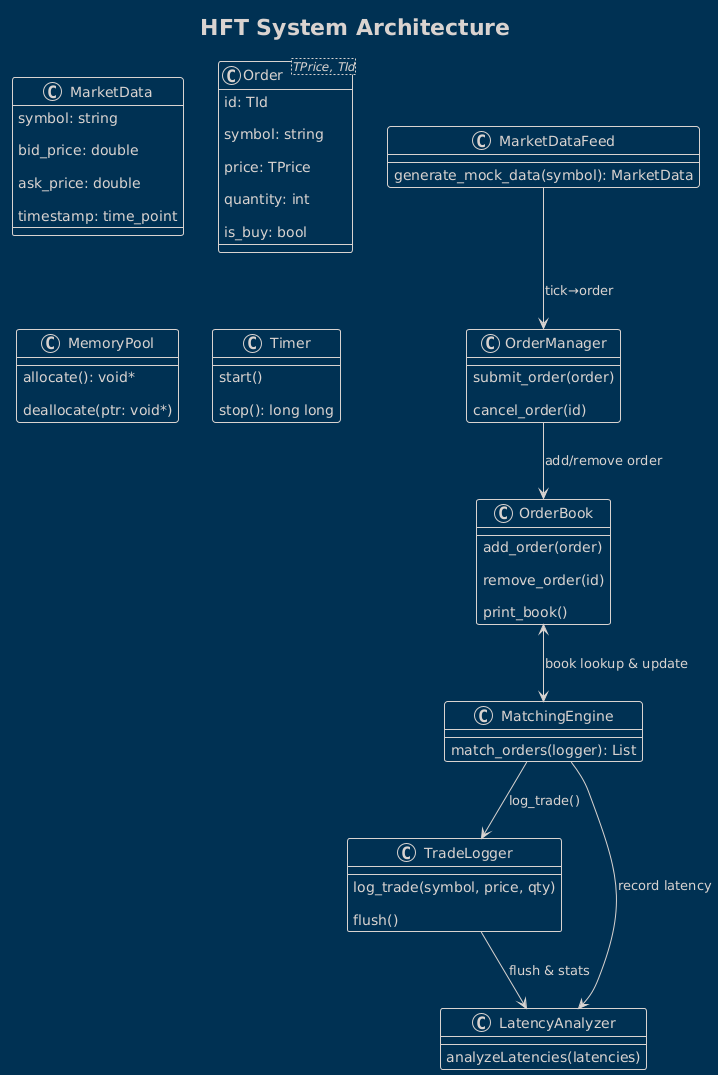 HFT System Architecture
C MarketData
symbol: string
bid_price: double
ask_price: double
timestamp: time_point
C Order
TPrice, TId
id: TId
symbol: string
price: TPrice
quantity: int
is_buy: bool
C MarketDataFeed
generate_mock_data(symbol): MarketData
tick→order
C MemoryPool
allocate(): void*
deallocate(ptr: void*)
C Timer
start()
stop(): long long
C OrderManager
submit_order(order)
cancel_order(id)
add/remove order
C OrderBook
add_order(order)
remove_order(id)
print_book()
book lookup & update
C MatchingEngine
match_orders(logger): List
log_trade()
C TradeLogger
log_trade(symbol, price, qty)
flush()
record latency
flush & stats
C LatencyAnalyzer
analyzeLatencies(latencies)